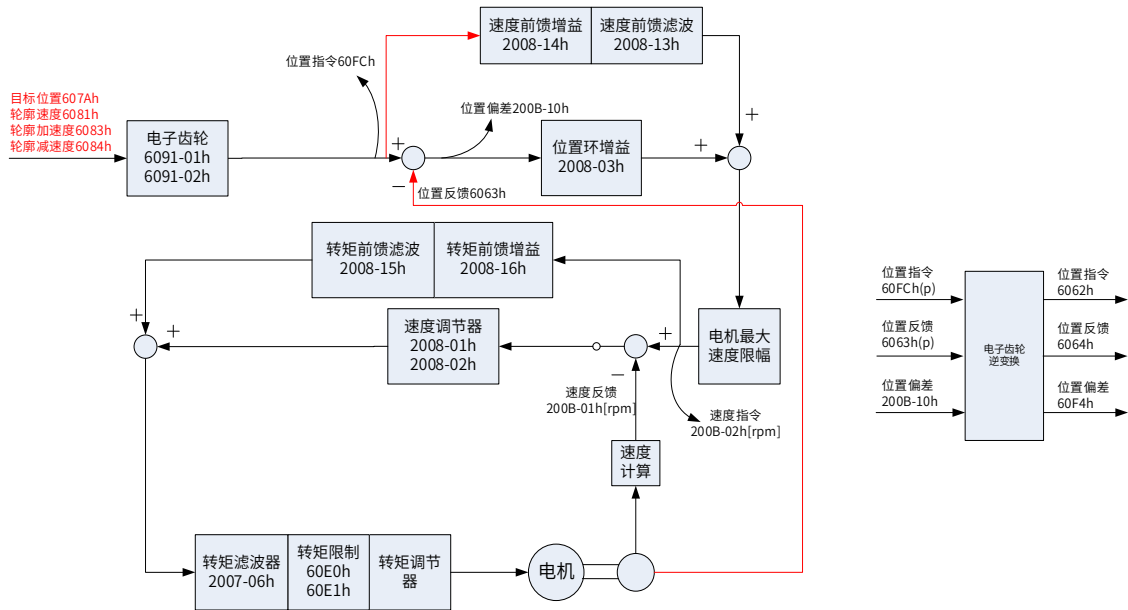 速度前馈增益
2008-14h
速度前馈滤波
2008-13h
位置指令60FCh
目标位置607Ah
轮廓速度6081h
轮廓加速度6083h
轮廓减速度6084h
电子齿轮
6091-01h
6091-02h
位置偏差200B-10h
+
+
位置环增益
2008-03h
+
−
位置反馈6063h
转矩前馈滤波
2008-15h
转矩前馈增益
2008-16h
位置指令
60FCh(p)
位置指令
6062h
+
+
速度调节器
2008-01h
2008-02h
+
−
电机最大
速度限幅
位置反馈
6063h(p)
电子齿轮
逆变换
位置反馈
6064h
速度反馈
200B-01h[rpm]
速度指令
200B-02h[rpm]
位置偏差
200B-10h
位置偏差
60F4h
速度
计算
转矩滤波器
2007-06h
转矩限制
60E0h
60E1h
转矩调节
器
电机